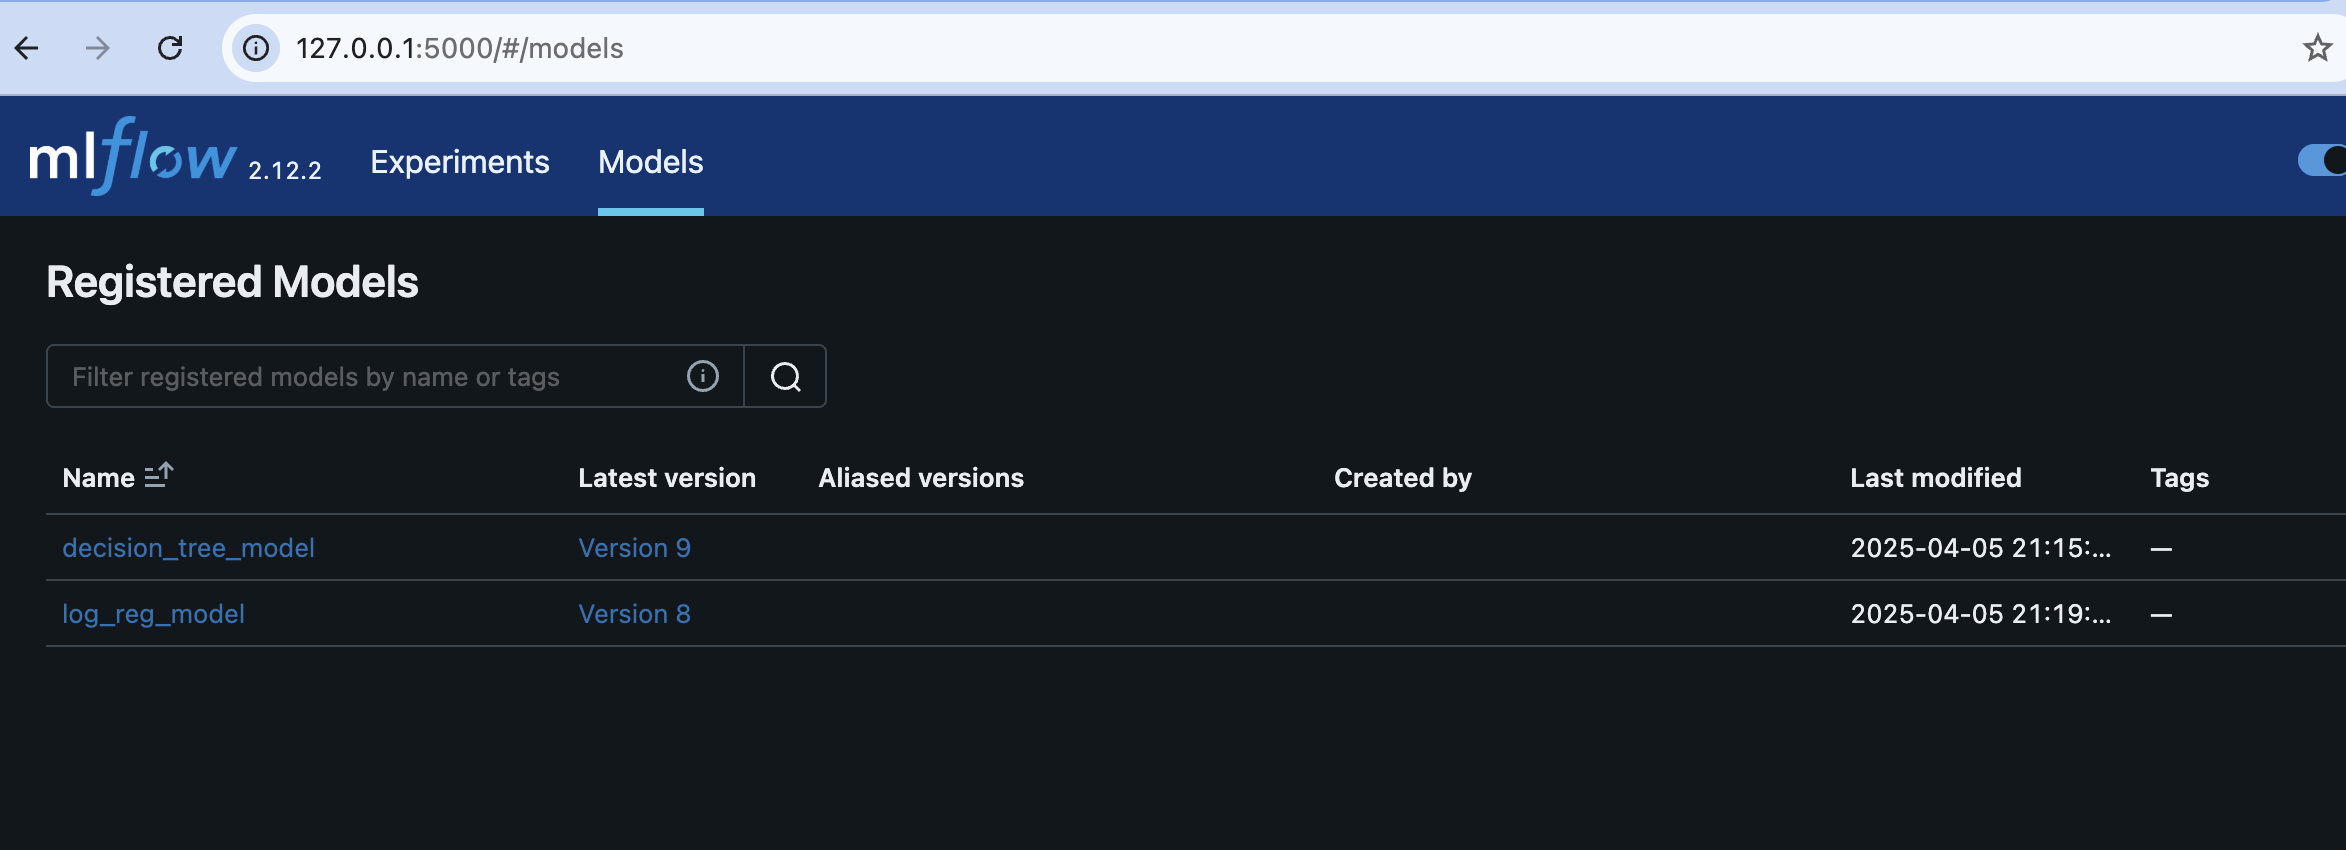 127.0.0.1:5000/#/models
mlflow 2.12.2 Experiments Models
Registered Models
Filter registered models by name or tags
Name Latest version Aliased versions Created by Last modified Tags
decision_tree_model Version 9 2025-04-05 21:15:... —
log_reg_model Version 8 2025-04-05 21:19:... —